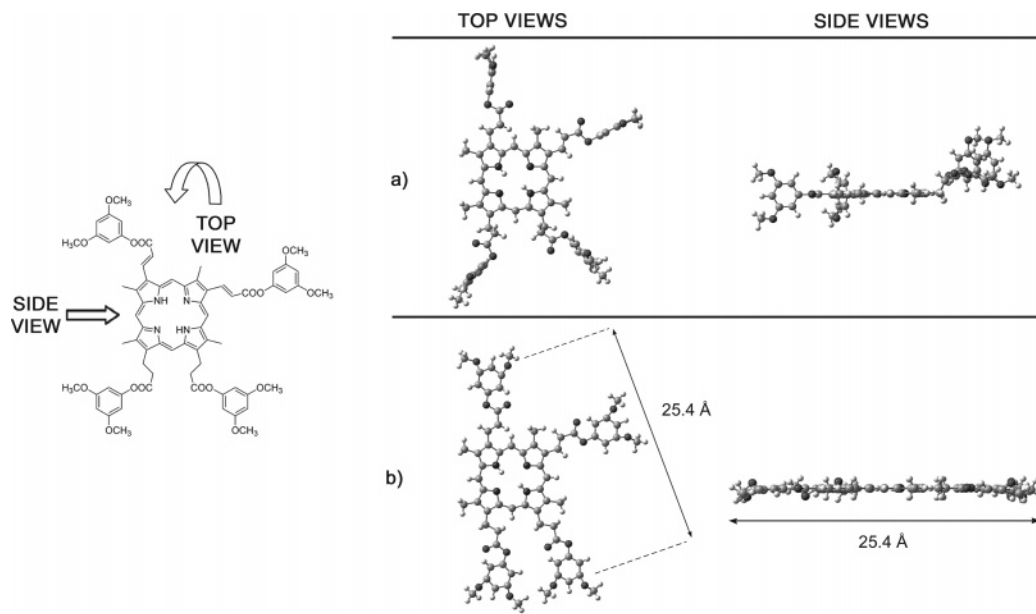 TOP VIEWS
SIDE VIEWS
a)
TOP
VIEW
SIDE
VIEW
OCH3
H3CO
OOC
OCH3
COO
OCH3
NH
N
N
HN
H3CO
OOC
OCH3
COO
OCH3
OCH3
25.4 Å
b)
25.4 Å